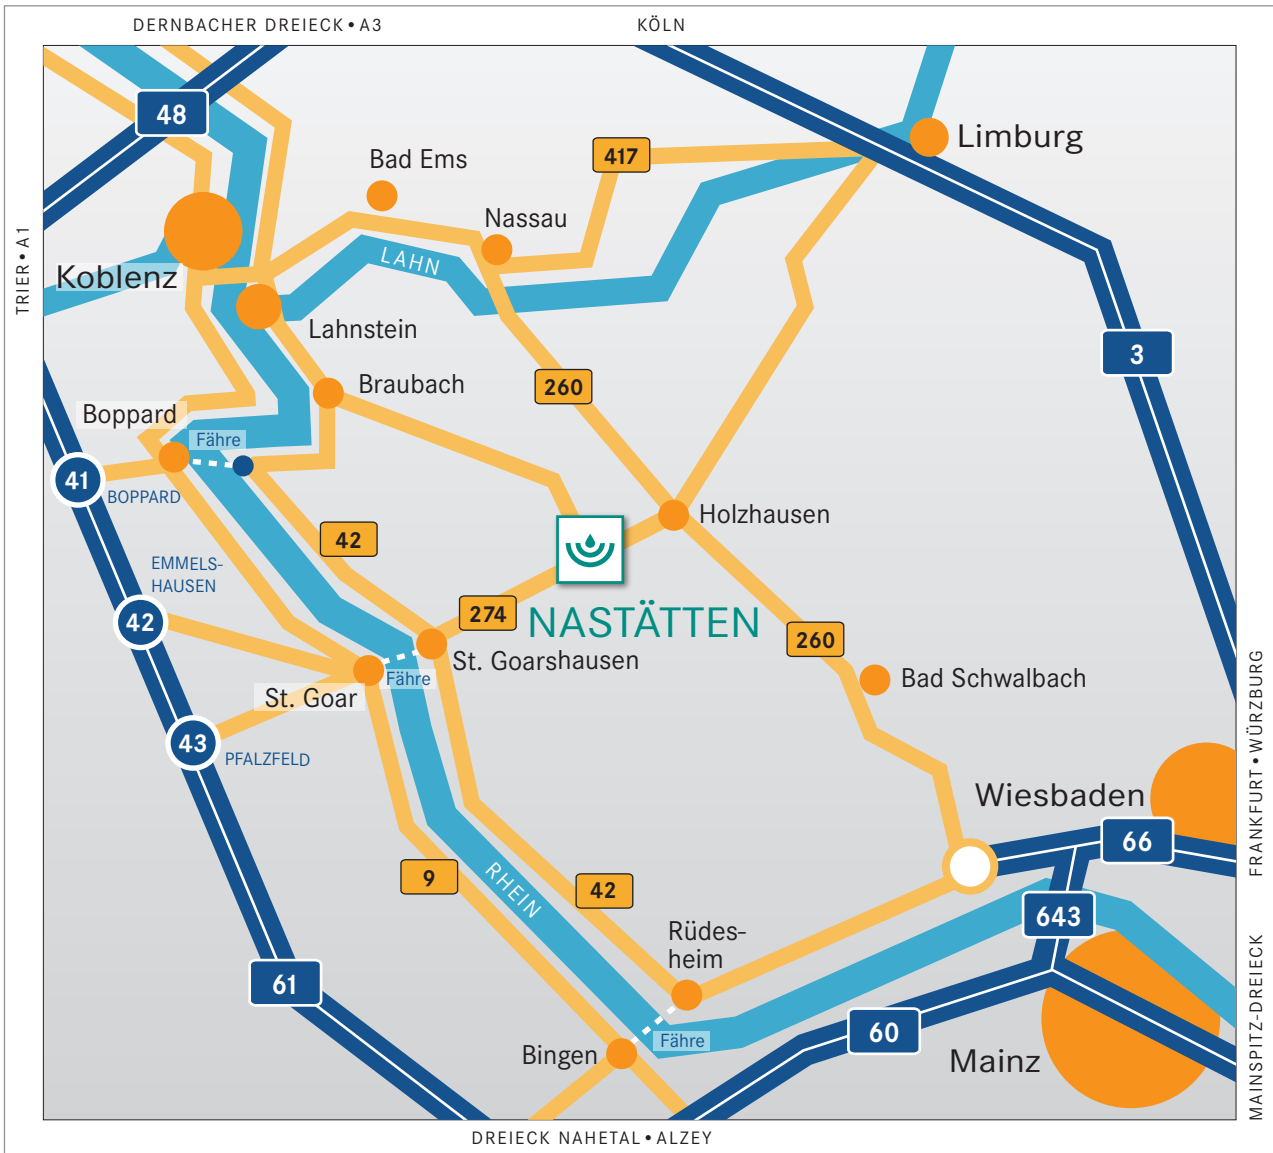 DERNBACHER DREIECK • A3
KÖLN
48
Limburg
417
Bad Ems
Nassau
TRIER • A1
LAHN
Koblenz
Lahnstein
3
Braubach
260
Boppard
Fähre
41
BOPPARD
Holzhausen
42
EMMELS-
HAUSEN
42
274
NASTÄTTEN
260
St. Goarshausen
Fähre
Bad Schwalbach
St. Goar
43
PFALZFELD
FRANKFURT • WÜRZBURG
Wiesbaden
66
9
RHEIN
42
643
Rüdes-
heim
61
60
Fähre
Bingen
Mainz
MAINSPITZ-DREIECK
DREIECK NAHETAL • ALZEY